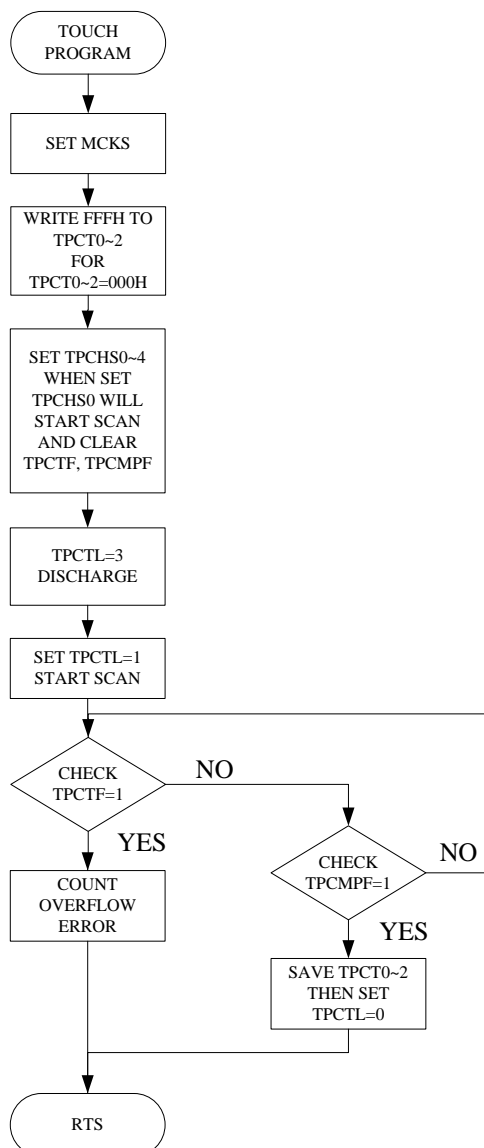 TOUCH
PROGRAM
SET MCKS
WRITE FFFH TO
TPCT0~2
FOR
TPCT0~2=000H
SET TPCHS0~4
WHEN SET
TPCHS0 WILL
START SCAN
AND CLEAR
TPCTF, TPCMPF
TPCTL=3
DISCHARGE
SET TPCTL=1
START SCAN
CHECK
TPCTF=1
NO
YES
CHECK
TPCMPF=1
NO
YES
COUNT
OVERFLOW
ERROR
SAVE TPCT0~2
THEN SET
TPCTL=0
RTS